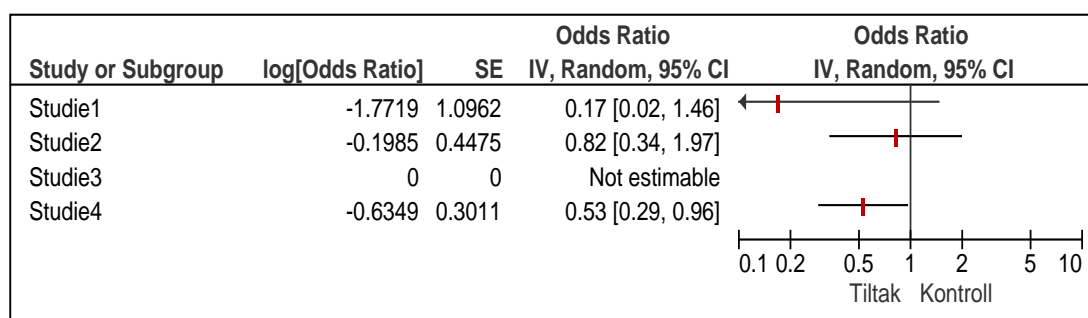 Odds Ratio Odds Ratio
Study or Subgroup log[Odds Ratio] SE IV, Random, 95% CI IV, Random, 95% CI
Studie1 -1.7719 1.0962 0.17 [0.02, 1.46]
Studie2 -0.1985 0.4475 0.82 [0.34, 1.97]
Studie3 0 0 Not estimable
Studie4 -0.6349 0.3011 0.53 [0.29, 0.96]
0.1 0.2 0.5 1 2 5 10
Tiltak Kontroll